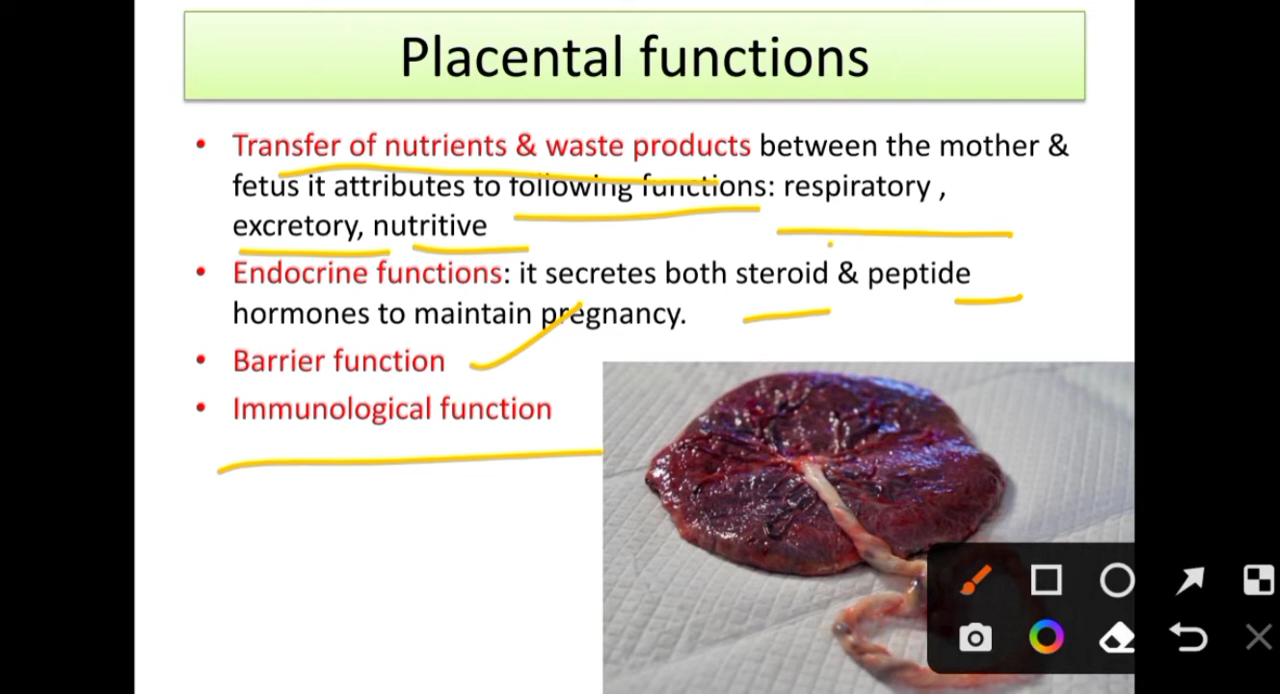 Placental functions
• Transfer of nutrients & waste products between the mother &
fetus it attributes to following functions: respiratory ,
excretory, nutritive
• Endocrine functions: it secretes both steroid & peptide
hormones to maintain pregnancy.
• Barrier function
• Immunological function